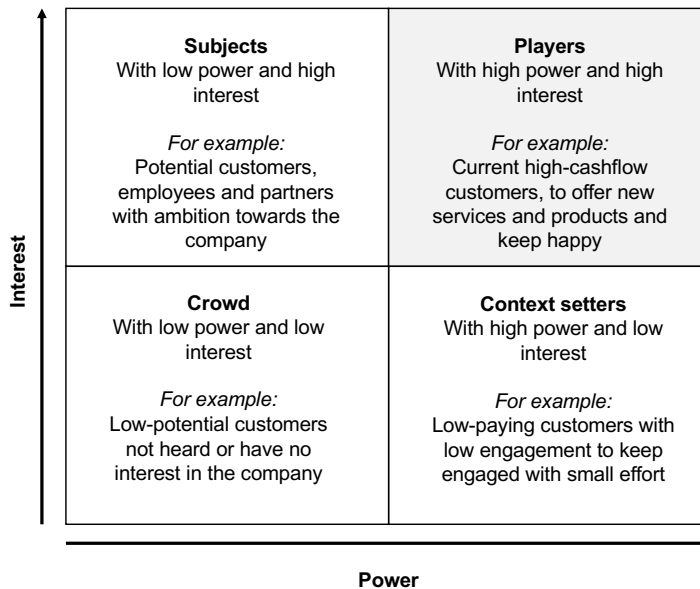 Subjects
With low power and high
interest
For example:
Potential customers,
employees and partners
with ambition towards the
company
Players
With high power and high
interest
For example:
Current high-cashflow
customers, to offer new
services and products and
keep happy
Interest
Crowd
With low power and low
interest
For example:
Low-potential customers
not heard or have no
interest in the company
Context setters
With high power and low
interest
For example:
Low-paying customers with
low engagement to keep
engaged with small effort
Power